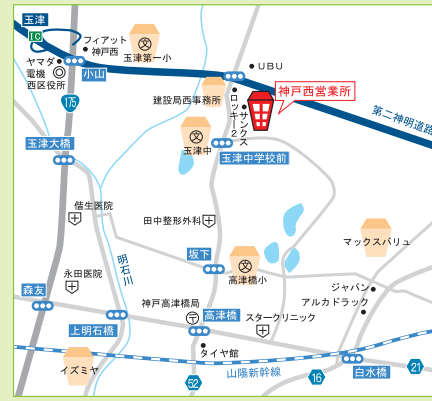 玉津
IC
フィアット
神戸西
文
玉津第一小
ヤマダ
電機
西区役所
小山
175
UBU
建設局西事務所
神戸西営業所
ロッキー2
サンクス
第二神明道路
文
玉津中
玉津大橋
玉津中学校前
偕生医院
田中整形外科
マックスバリュ
明石川
坂下
文
高津橋小
永田医院
森友
ジャパン
アルカドラック
神戸高津橋局
高津橋
スタークリニック
上明石橋
タイヤ館
イズミヤ
山陽新幹線
白水橋
52
16
21